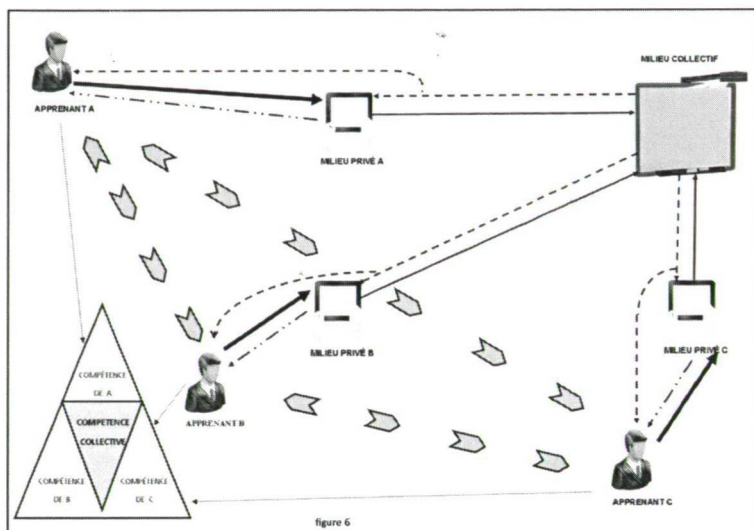 MILIEU COLLECTIF
APPRENANT A
MILIEU PRIVÉ A
MILIEU PRIVÉ B
MILIEU PRIVÉ C
APPRENANT B
APPRENANT C
COMPÉTENCE
DE A
COMPETENCE
COLLECTIVE
COMPÉTENCE
DE B
COMPÉTENCE
DE C
figure 6